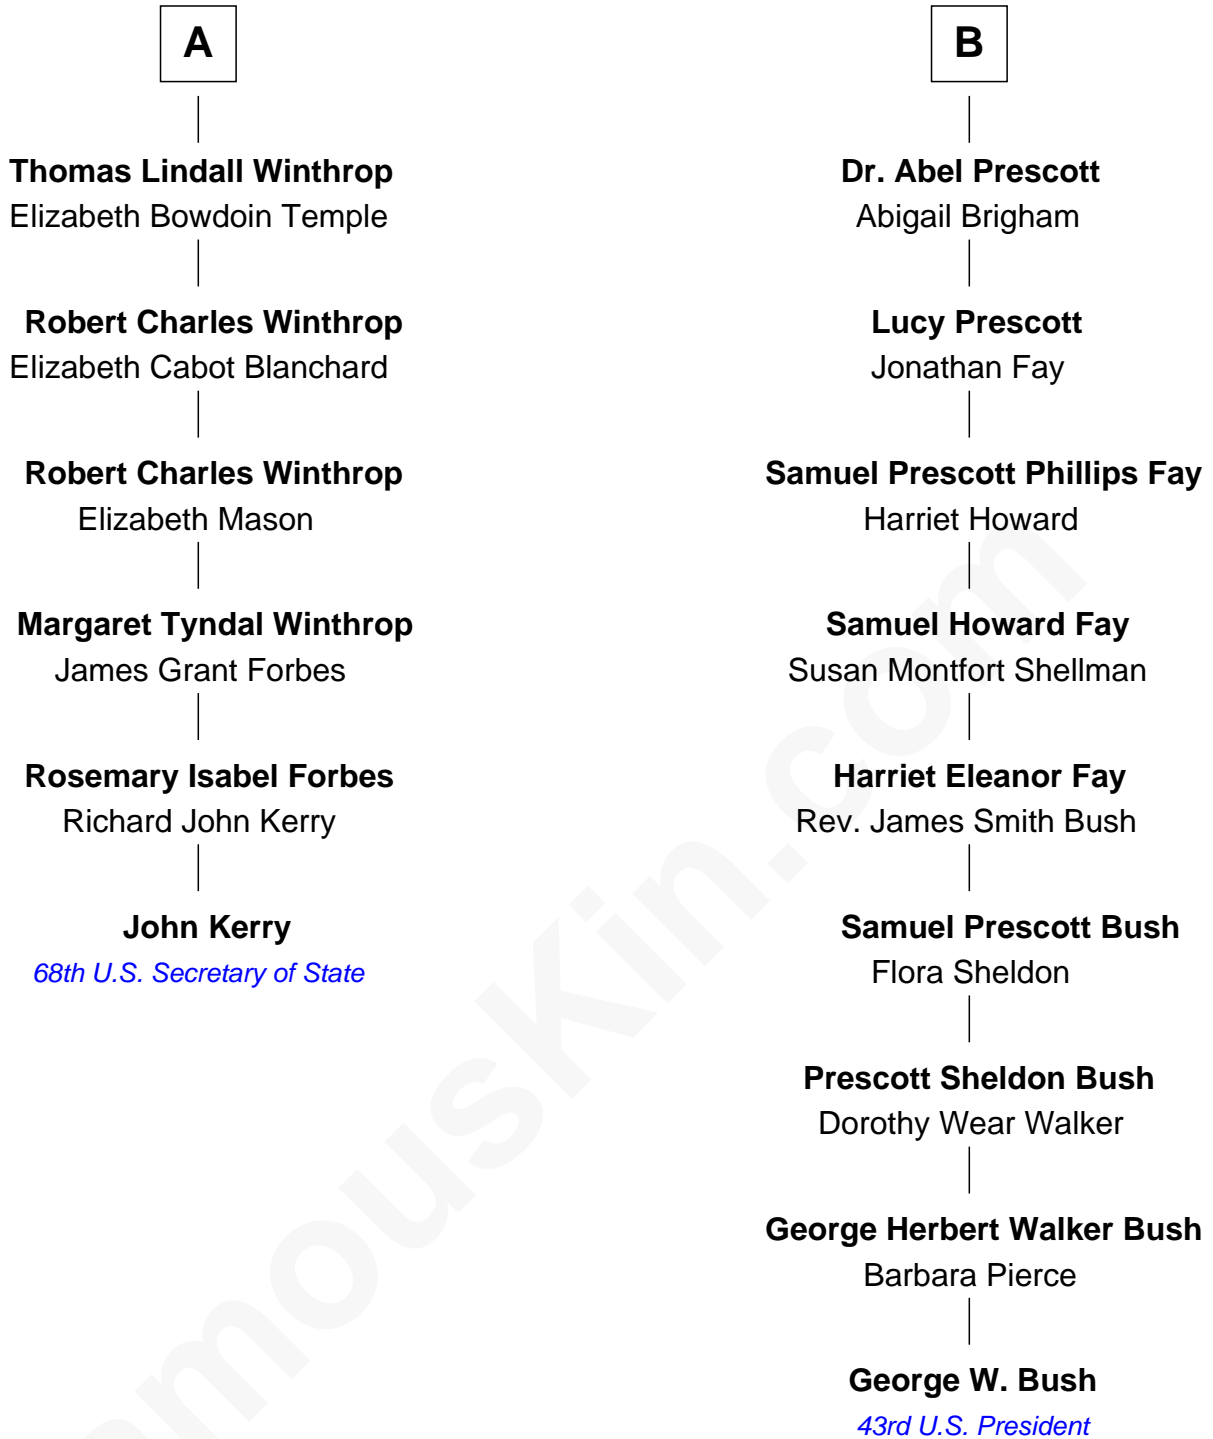 A
Thomas Lindall Winthrop
Elizabeth Bowdoin Temple
Robert Charles Winthrop
Elizabeth Cabot Blanchard
Robert Charles Winthrop
Elizabeth Mason
Margaret Tyndal Winthrop
James Grant Forbes
Rosemary Isabel Forbes
Richard John Kerry
John Kerry
68th U.S. Secretary of State
B
Dr. Abel Prescott
Abigail Brigham
Lucy Prescott
Jonathan Fay
Samuel Prescott Phillips Fay
Harriet Howard
Samuel Howard Fay
Susan Montfort Shellman
Harriet Eleanor Fay
Rev. James Smith Bush
Samuel Prescott Bush
Flora Sheldon
Prescott Sheldon Bush
Dorothy Wear Walker
George Herbert Walker Bush
Barbara Pierce
George W. Bush
43rd U.S. President
amouskin.com